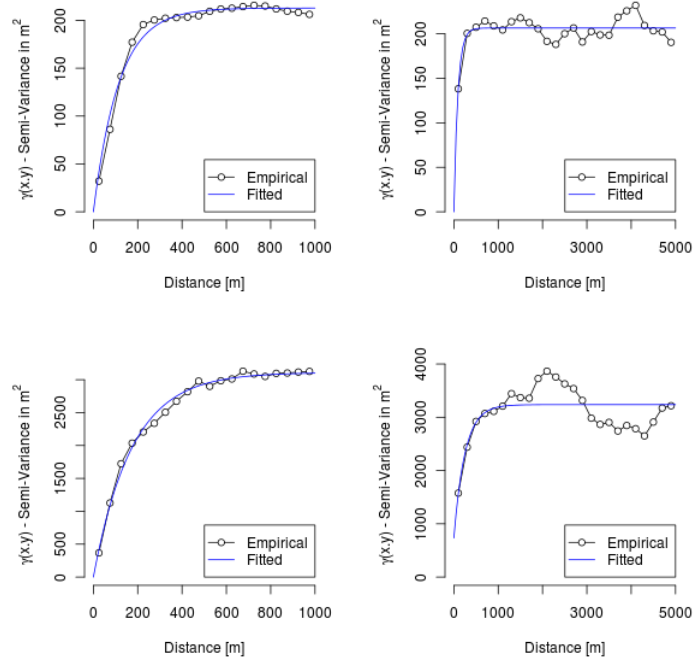 γ(x.y) - Semi-Variance in m²
200
150
100
50
0
Empirical
Fitted
0 200 400 600 800 1000
Distance [m]
γ(x.y) - Semi-Variance in m²
200
150
100
50
0
Empirical
Fitted
0 1000 3000 5000
Distance [m]
γ(x.y) - Semi-Variance in m²
2500
1500
500
0
Empirical
Fitted
0 200 400 600 800 1000
Distance [m]
γ(x.y) - Semi-Variance in m²
4000
3000
2000
1000
0
Empirical
Fitted
0 1000 3000 5000
Distance [m]